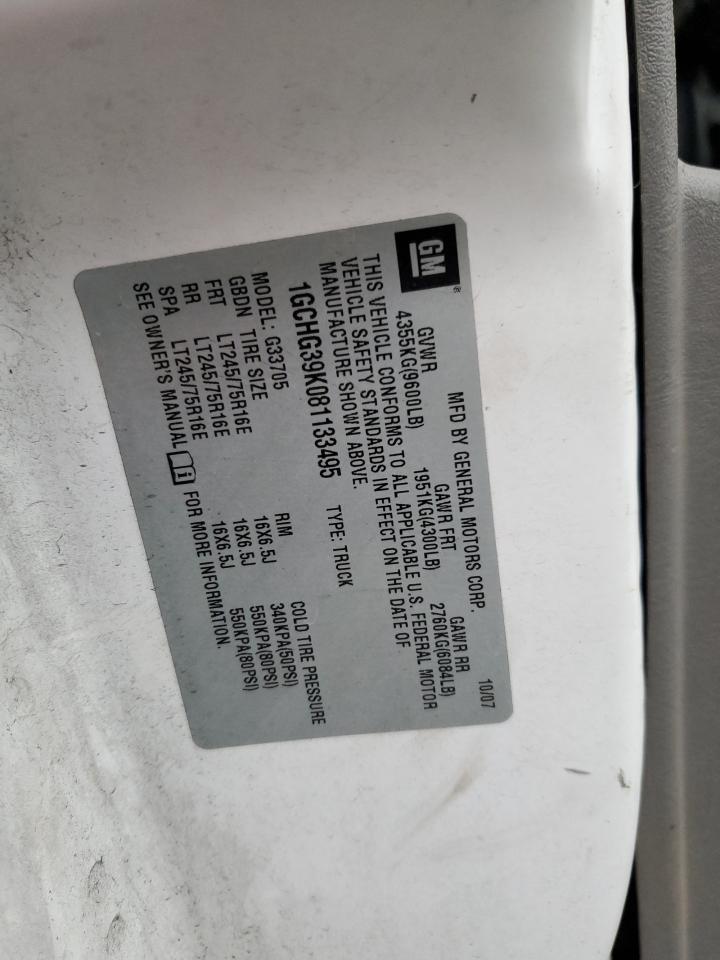 GM ®
MFD BY GENERAL MOTORS CORP. 10/07
GVWR GAWR FRT GAWR RR
4355KG(9600LB) 1951KG(4300LB) 2760KG(6084LB)
THIS VEHICLE CONFORMS TO ALL APPLICABLE U.S. FEDERAL MOTOR
VEHICLE SAFETY STANDARDS IN EFFECT ON THE DATE OF
MANUFACTURE SHOWN ABOVE.
1GCHG39K081133495 TYPE: TRUCK
MODEL: G33705
GBDN TIRE SIZE RIM COLD TIRE PRESSURE
FRT LT245/75R16E 16X6.5J 340KPA(50PSI)
RR LT245/75R16E 16X6.5J 550KPA(80PSI)
SPA LT245/75R16E 16X6.5J 550KPA(80PSI)
SEE OWNER'S MANUAL i FOR MORE INFORMATION.